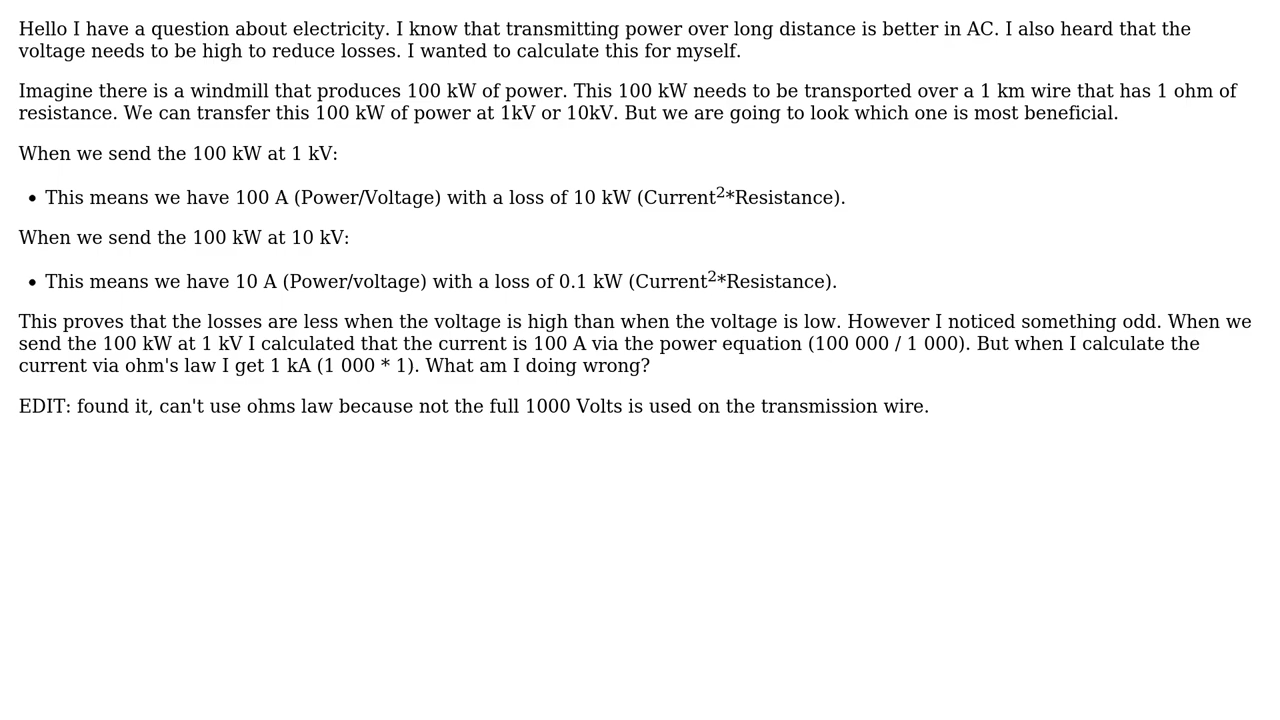 Hello I have a question about electricity. I know that transmitting power over long distance is better in AC. I also heard that the
voltage needs to be high to reduce losses. I wanted to calculate this for myself.
Imagine there is a windmill that produces 100 kW of power. This 100 kW needs to be transported over a 1 km wire that has 1 ohm of
resistance. We can transfer this 100 kW of power at 1kV or 10kV. But we are going to look which one is most beneficial.
When we send the 100 kW at 1 kV:
• This means we have 100 A (Power/Voltage) with a loss of 10 kW (Current²*Resistance).
When we send the 100 kW at 10 kV:
• This means we have 10 A (Power/voltage) with a loss of 0.1 kW (Current²*Resistance).
This proves that the losses are less when the voltage is high than when the voltage is low. However I noticed something odd. When we
send the 100 kW at 1 kV I calculated that the current is 100 A via the power equation (100 000 / 1 000). But when I calculate the
current via ohm's law I get 1 kA (1 000 * 1). What am I doing wrong?
EDIT: found it, can't use ohms law because not the full 1000 Volts is used on the transmission wire.